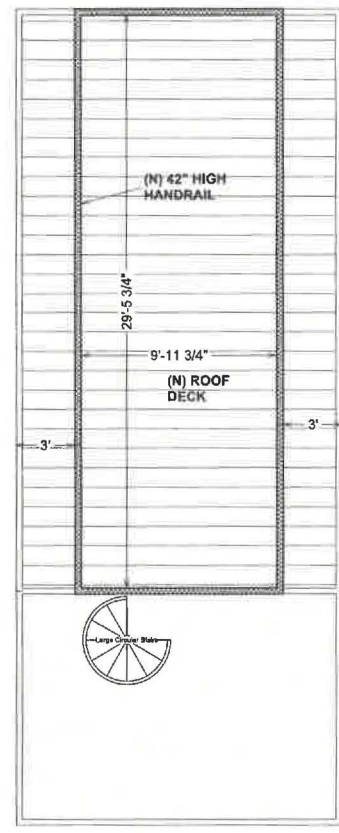 (N) 42" HIGH
HANDRAIL
29'-5 3/4"
9'-11 3/4"
(N) ROOF
DECK
3'
3'
Large Circular Stairs